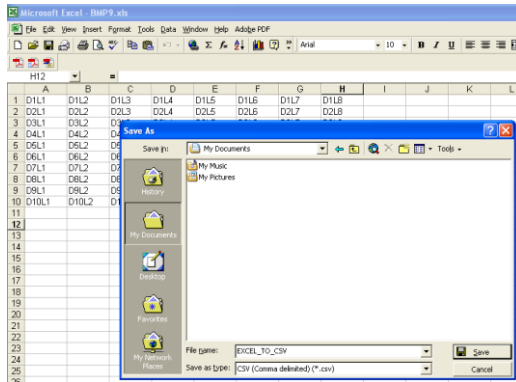 Microsoft Excel - BMP9.xls
File Edit View Insert Format Tools Data Window Help Adobe PDF
Arial 10 B I U
H12 =
A B C D E F G H I J K L
1 D1L1 D1L2 D1L3 D1L4 D1L5 D1L6 D1L7 D1L8
2 D2L1 D2L2 D2L3 D2L4 D2L5 D2L6 D2L7 D2L8
3 D3L1 D3L2
4 D4L1 D4L2
5 D5L1 D5L2
6 D6L1 D6L2
7 D7L1 D7L2
8 D8L1 D8L2
9 D9L1 D9L2
10 D10L1 D10L2
11
12
13
14
15
16
17
18
19
20
21
22
23
24
25
Save As
Save in: My Documents Tools
My Music
My Pictures
History
My Documents
Desktop
Favorites
My Network
Places
File name: EXCEL_TO_CSV Save
Save as type: CSV (Comma delimited) (*.csv) Cancel